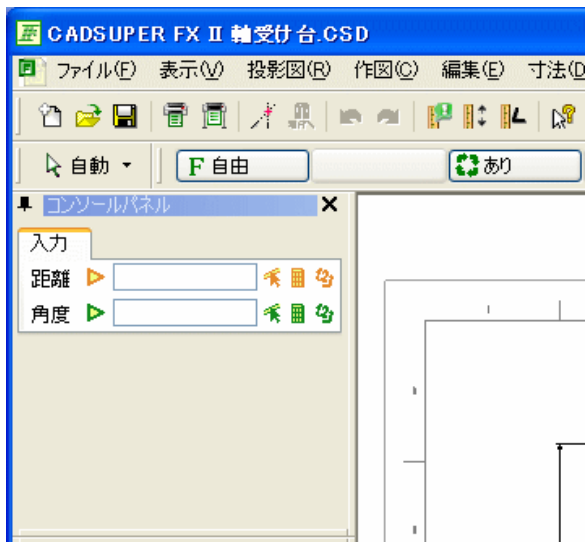 CADSUPER FX II 軸受け台.CSD
ファイル(F) 表示(V) 投影図(R) 作図(C) 編集(E) 寸法(D
自動 F 自由 あり
コンソールパネル
入力
距離
角度